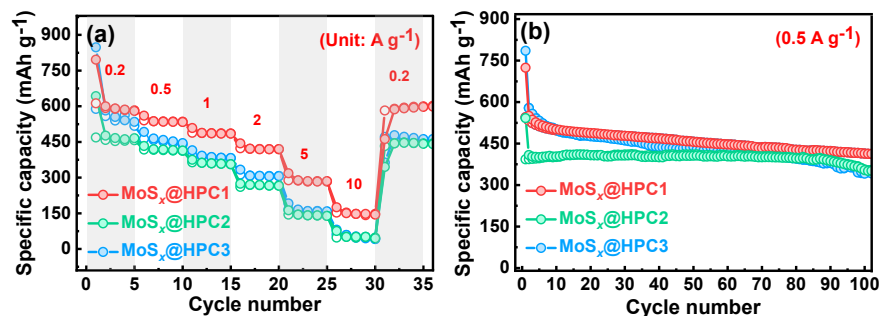 (a)
(Unit: A g⁻¹)
0.2
0.5
1
2
5
10
0.2
MoSₓ@HPC1
MoSₓ@HPC2
MoSₓ@HPC3
900
750
600
450
300
150
0
Specific capacity (mAh g⁻¹)
0 5 10 15 20 25 30 35
Cycle number
(b)
(0.5 A g⁻¹)
MoSₓ@HPC1
MoSₓ@HPC2
MoSₓ@HPC3
900
750
600
450
300
150
0
Specific capacity (mAh g⁻¹)
0 10 20 30 40 50 60 70 80 90 100
Cycle number